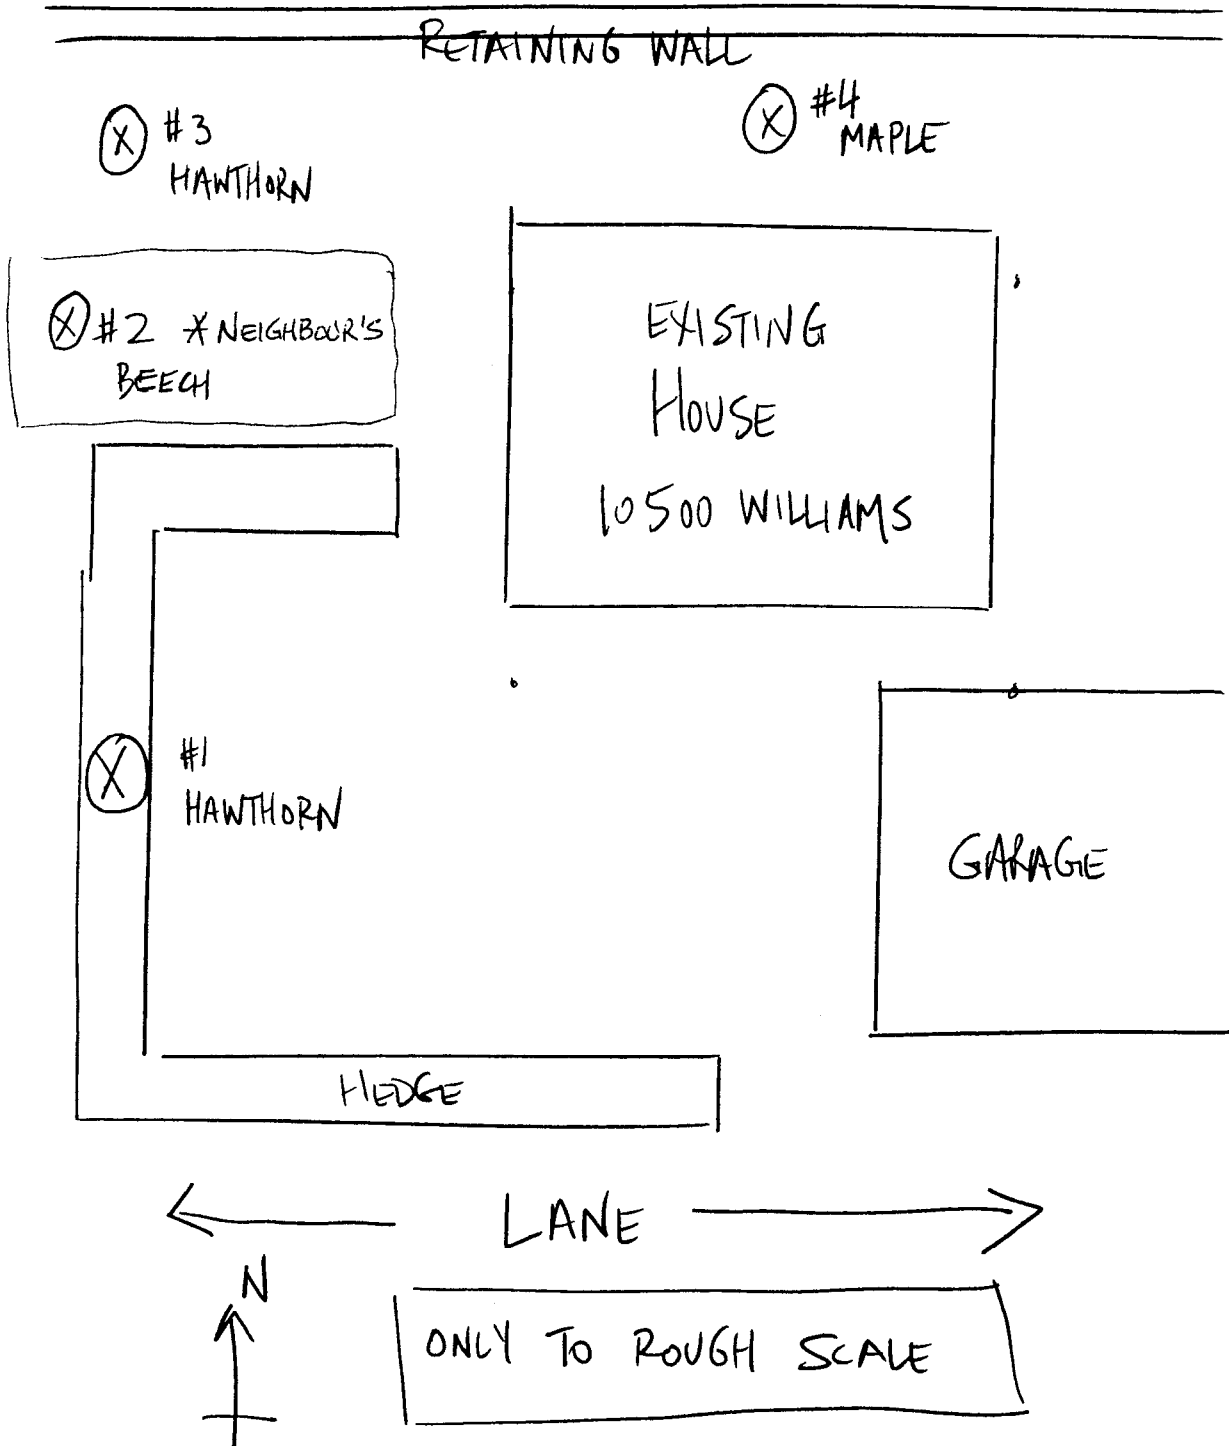 RETAINING WALL
#3
HAWTHORN
#4
MAPLE
#2 *NEIGHBOUR'S
BEECH
EXISTING
HOUSE
10500 WILLIAMS
#1
HAWTHORN
GARAGE
HEDGE
LANE
N
ONLY TO ROUGH SCALE